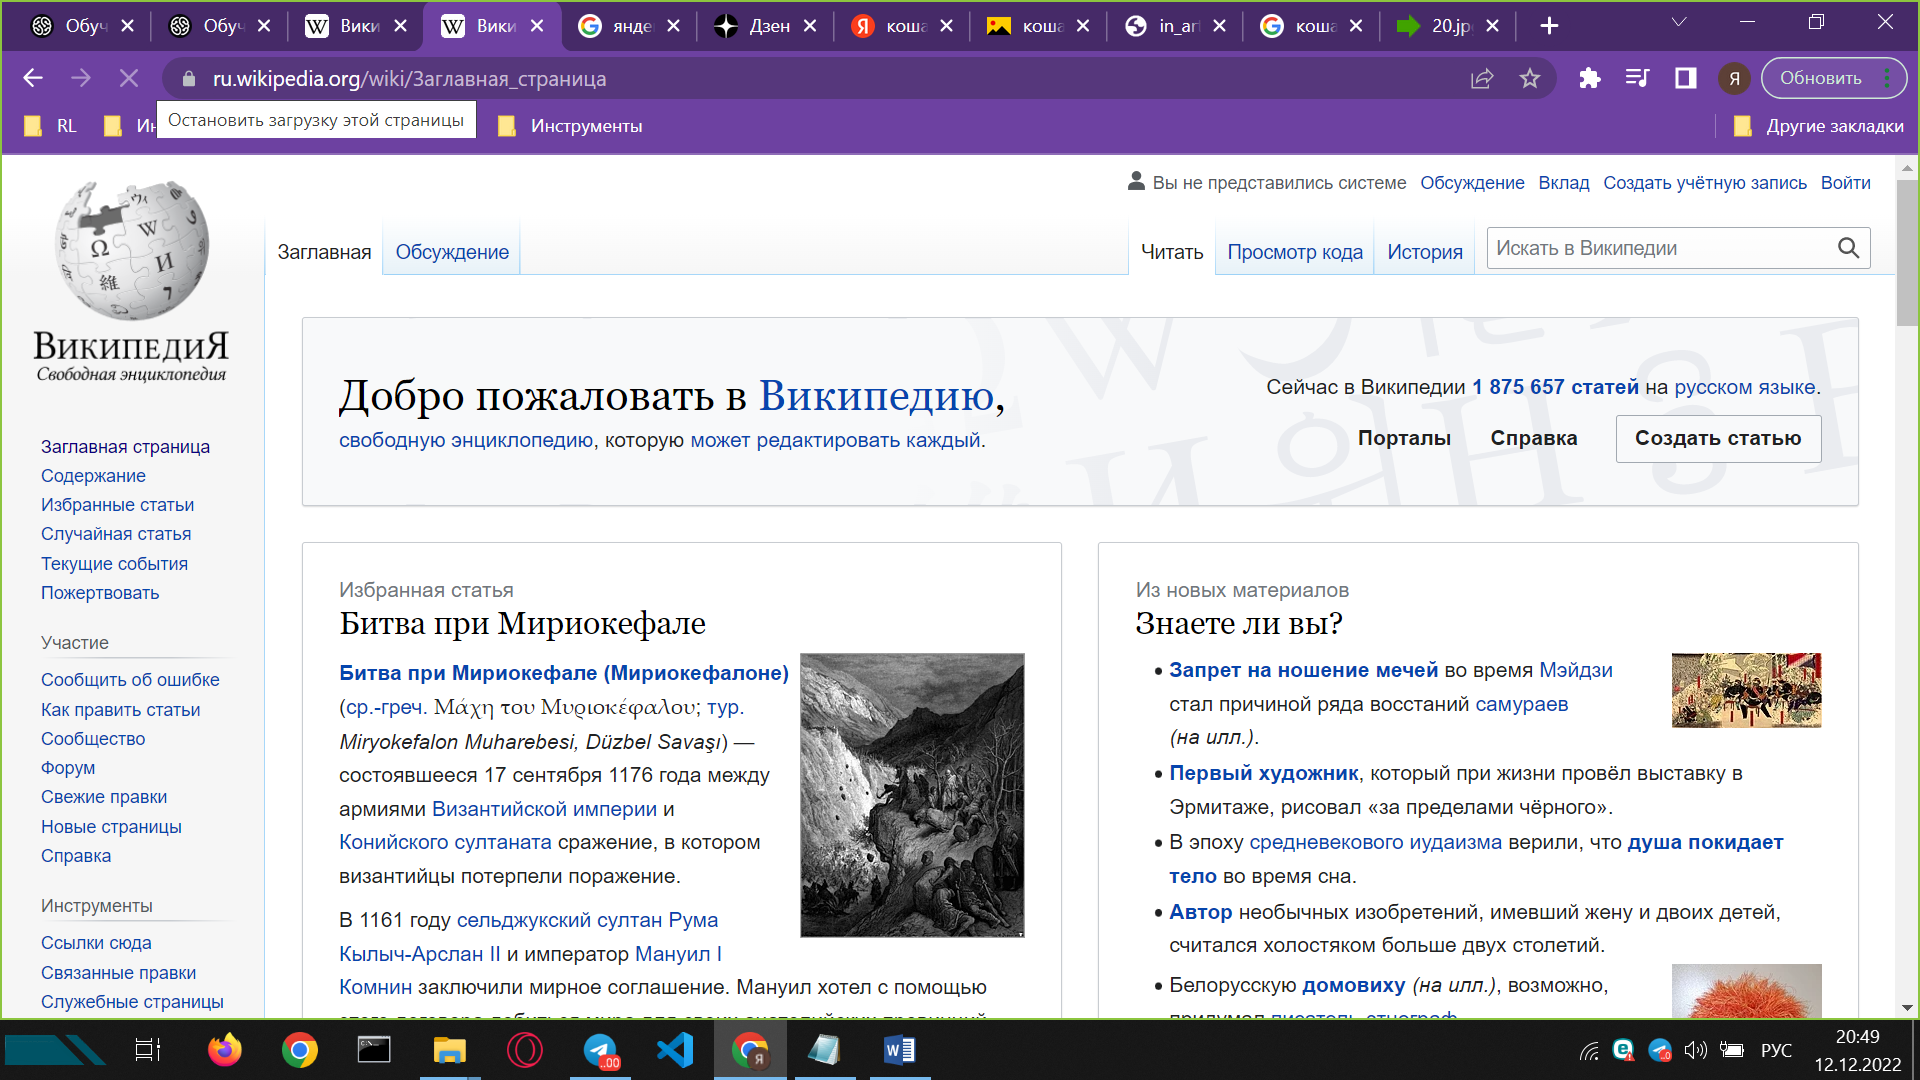 Обуч
Обуч
Вики
Вики
янде
Дзен
коша
коша
in_ar
коша
20.jp
ru.wikipedia.org/wiki/Заглавная_страница
Я
Обновить
RL
Ин
Остановить загрузку этой страницы
Инструменты
Другие закладки
Вы не представились системе Обсуждение Вклад Создать учётную запись Войти
Заглавная Обсуждение Читать Просмотр кода История Искать в Википедии
ВикипедиЯ
Свободная энциклопедия
Заглавная страница
Содержание
Избранные статьи
Случайная статья
Текущие события
Пожертвовать
Участие
Сообщить об ошибке
Как править статьи
Сообщество
Форум
Свежие правки
Новые страницы
Справка
Инструменты
Ссылки сюда
Связанные правки
Служебные страницы
Добро пожаловать в Википедию,
свободную энциклопедию, которую может редактировать каждый.
Сейчас в Википедии 1 875 657 статей на русском языке.
Порталы Справка Создать статью
Избранная статья
Битва при Мириокефале
Битва при Мириокефале (Мириокефалоне)
(ср.-греч. Μάχη του Μυριοκέφαλου; тур.
Miryokefalon Muharebesi, Düzbel Savaşı) —
состоявшееся 17 сентября 1176 года между
армиями Византийской империи и
Конийского султаната сражение, в котором
византийцы потерпели поражение.
В 1161 году сельджукский султан Рума
Кылыч-Арслан II и император Мануил I
Комнин заключили мирное соглашение. Мануил хотел с помощью
Из новых материалов
Знаете ли вы?
Запрет на ношение мечей во время Мэйдзи
стал причиной ряда восстаний самураев
(на илл.).
Первый художник, который при жизни провёл выставку в
Эрмитаже, рисовал «за пределами чёрного».
В эпоху средневекового иудаизма верили, что душа покидает
тело во время сна.
Автор необычных изобретений, имевший жену и двоих детей,
считался холостяком больше двух столетий.
Белорусскую домовиху (на илл.), возможно,
придумал писатель-этнограф
РУС
20:49
12.12.2022